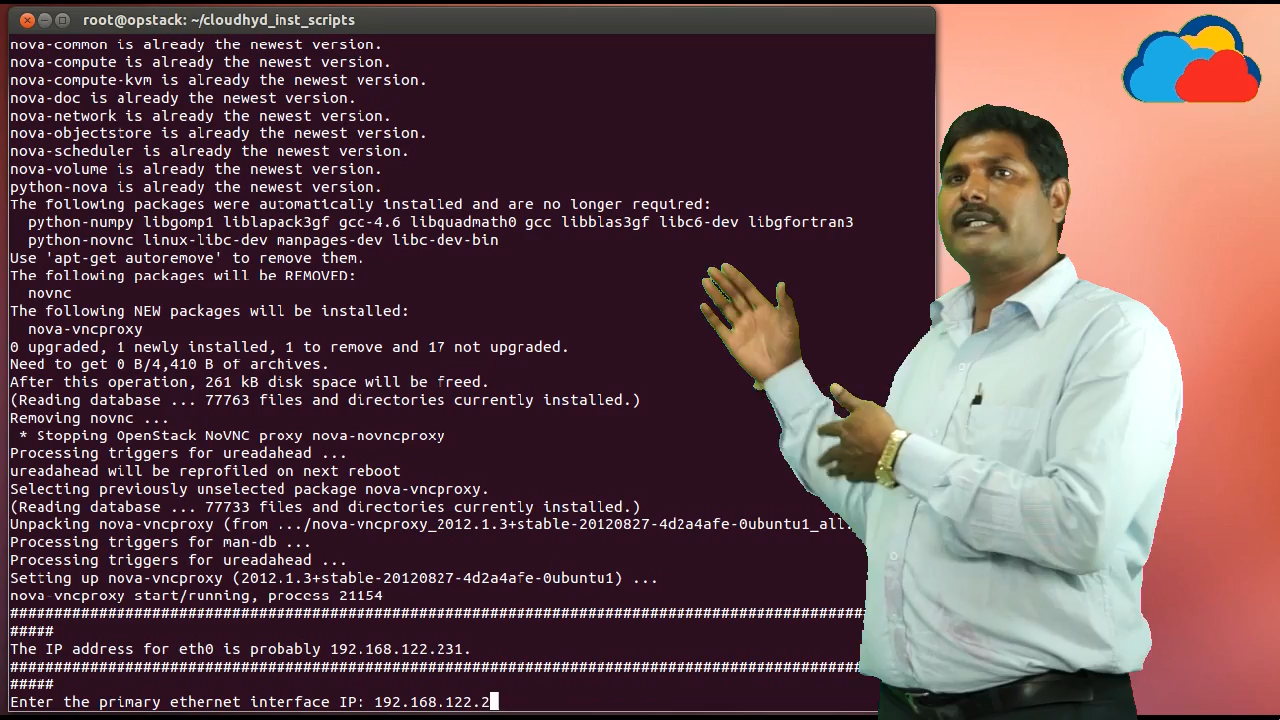 root@opstack: ~/cloudhyd_inst_scripts
nova-common is already the newest version.
nova-compute is already the newest version.
nova-compute-kvm is already the newest version.
nova-doc is already the newest version.
nova-network is already the newest version.
nova-objectstore is already the newest version.
nova-scheduler is already the newest version.
nova-volume is already the newest version.
python-nova is already the newest version.
The following packages were automatically installed and are no longer required:
  python-numpy libgomp1 liblapack3gf gcc-4.6 libquadmath0 gcc libblas3gf libc6-dev libgfortran3
  python-novnc linux-libc-dev manpages-dev libc-dev-bin
Use 'apt-get autoremove' to remove them.
The following packages will be REMOVED:
  novnc
The following NEW packages will be installed:
  nova-vncproxy
0 upgraded, 1 newly installed, 1 to remove and 17 not upgraded.
Need to get 0 B/4,410 B of archives.
After this operation, 261 kB disk space will be freed.
(Reading database ... 77763 files and directories currently installed.)
Removing novnc ...
 * Stopping OpenStack NoVNC proxy nova-novncproxy
Processing triggers for ureadahead ...
ureadahead will be reprofiled on next reboot
Selecting previously unselected package nova-vncproxy.
(Reading database ... 77733 files and directories currently installed.)
Unpacking nova-vncproxy (from .../nova-vncproxy_2012.1.3+stable-20120827-4d2a4afe-0ubuntu1_all.
Processing triggers for man-db ...
Processing triggers for ureadahead ...
Setting up nova-vncproxy (2012.1.3+stable-20120827-4d2a4afe-0ubuntu1) ...
nova-vncproxy start/running, process 21154
################################################################################################
#####
The IP address for eth0 is probably 192.168.122.231.
################################################################################################
#####
Enter the primary ethernet interface IP: 192.168.122.2